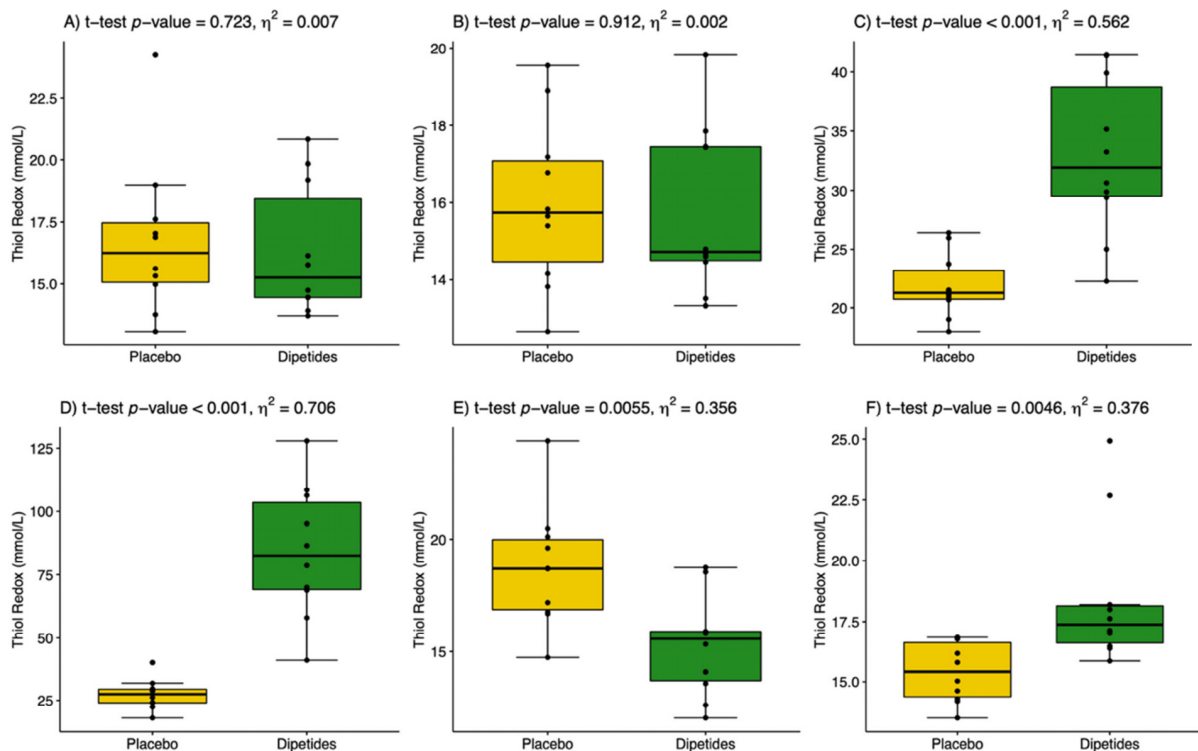 A) t-test p-value = 0.723, η² = 0.007
Thiol Redox (mmol/L)
22.5
20.0
17.5
15.0
Placebo
Dipetides
B) t-test p-value = 0.912, η² = 0.002
Thiol Redox (mmol/L)
20
18
16
14
Placebo
Dipetides
C) t-test p-value < 0.001, η² = 0.562
Thiol Redox (mmol/L)
40
35
30
25
20
Placebo
Dipetides
D) t-test p-value < 0.001, η² = 0.706
Thiol Redox (mmol/L)
125
100
75
50
25
Placebo
Dipetides
E) t-test p-value = 0.0055, η² = 0.356
Thiol Redox (mmol/L)
20
15
Placebo
Dipetides
F) t-test p-value = 0.0046, η² = 0.376
Thiol Redox (mmol/L)
25.0
22.5
20.0
17.5
15.0
Placebo
Dipetides